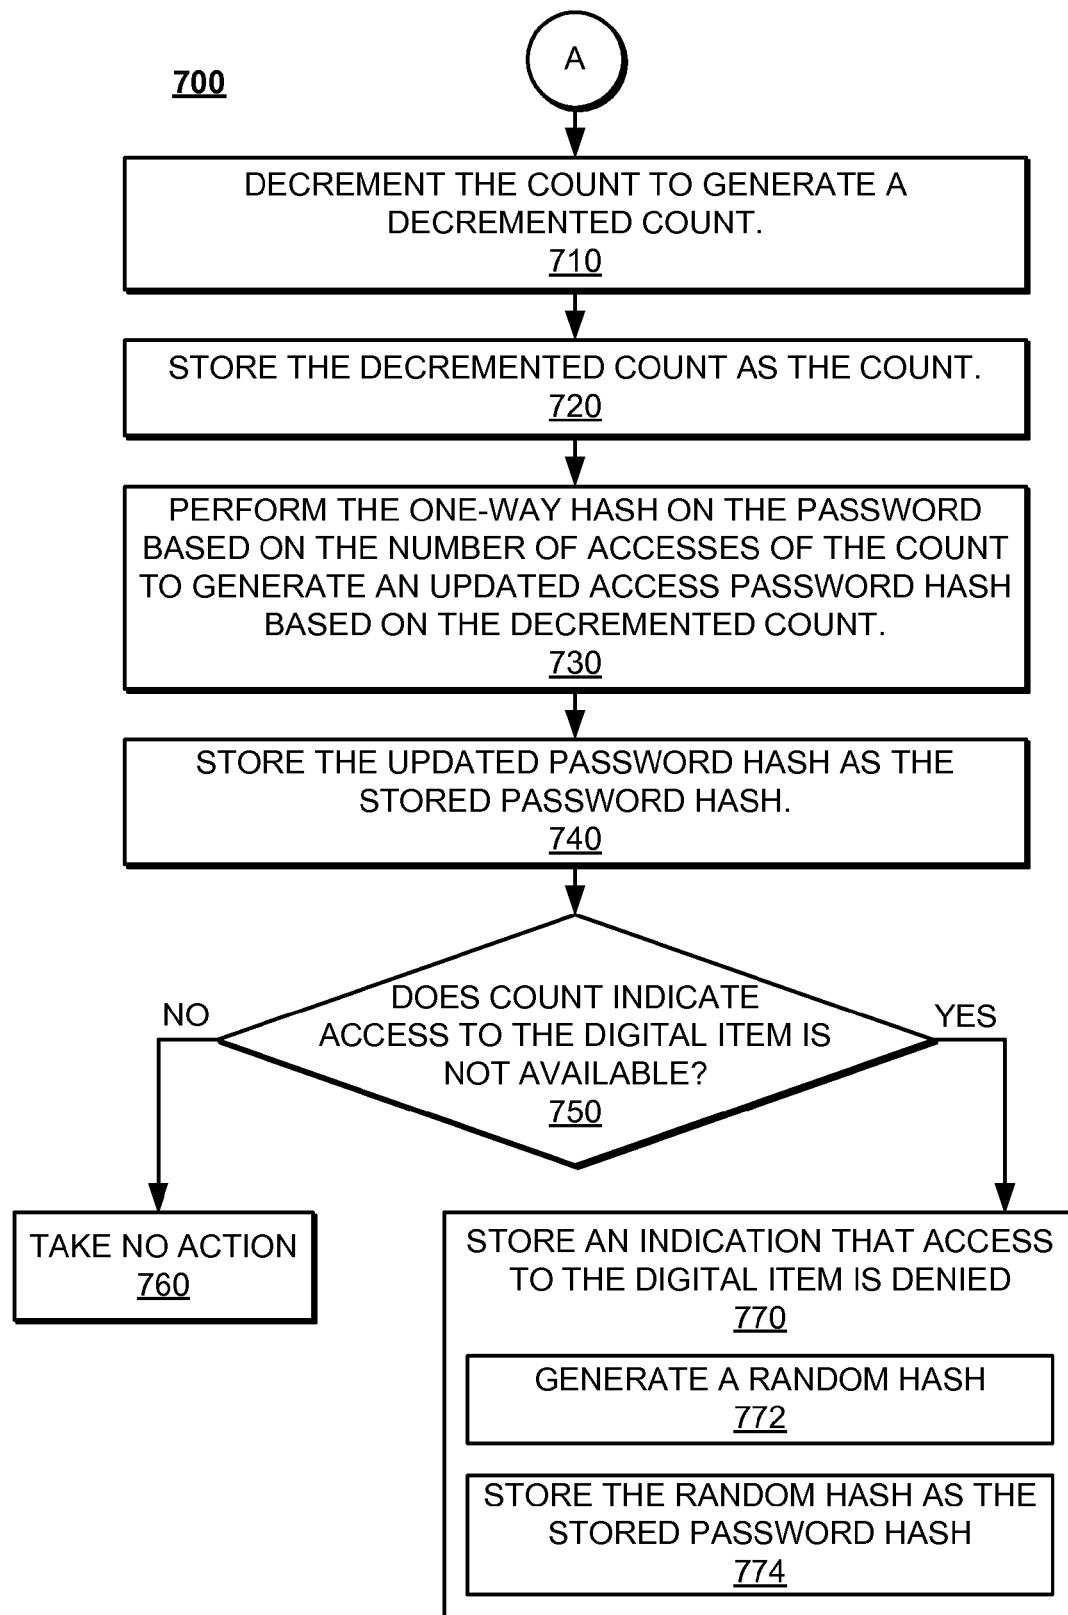 A
700
DECREMENT THE COUNT TO GENERATE A
DECREMENTED COUNT.
710
STORE THE DECREMENTED COUNT AS THE COUNT.
720
PERFORM THE ONE-WAY HASH ON THE PASSWORD
BASED ON THE NUMBER OF ACCESSES OF THE COUNT
TO GENERATE AN UPDATED ACCESS PASSWORD HASH
BASED ON THE DECREMENTED COUNT.
730
STORE THE UPDATED PASSWORD HASH AS THE
STORED PASSWORD HASH.
740
DOES COUNT INDICATE
ACCESS TO THE DIGITAL ITEM IS
NOT AVAILABLE?
750
NO
YES
TAKE NO ACTION
760
STORE AN INDICATION THAT ACCESS
TO THE DIGITAL ITEM IS DENIED
770
GENERATE A RANDOM HASH
772
STORE THE RANDOM HASH AS THE
STORED PASSWORD HASH
774